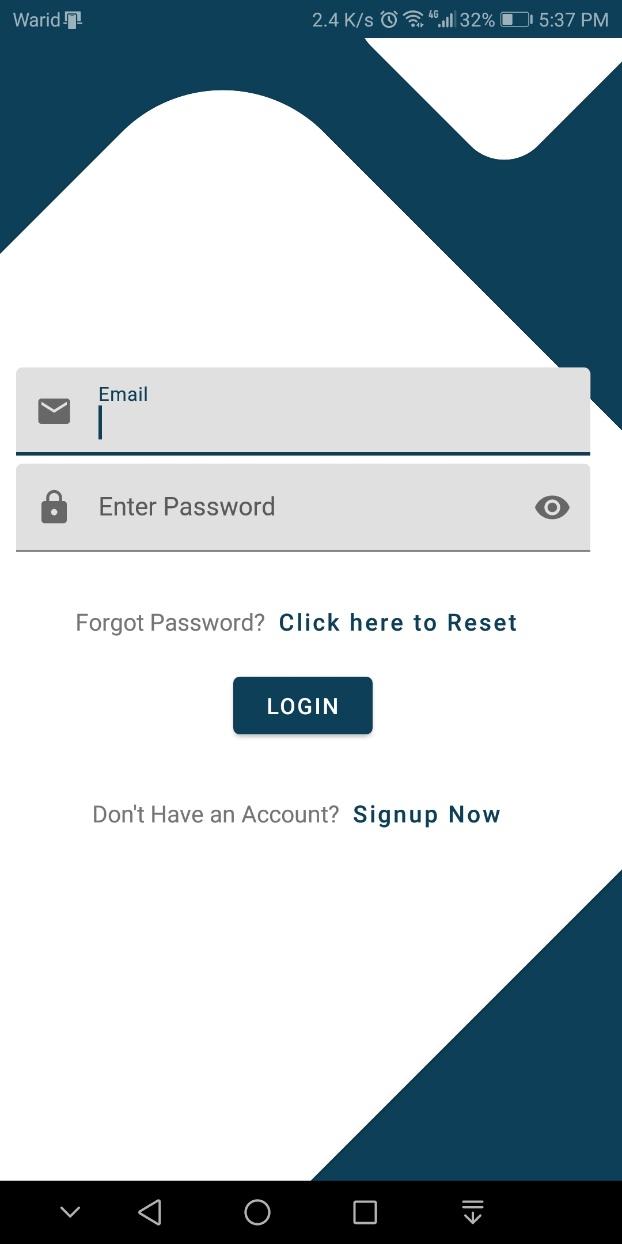 Warid 2.4 K/s 4G 32% 5:37 PM
Email
Enter Password
Forgot Password? Click here to Reset
LOGIN
Don't Have an Account? Signup Now